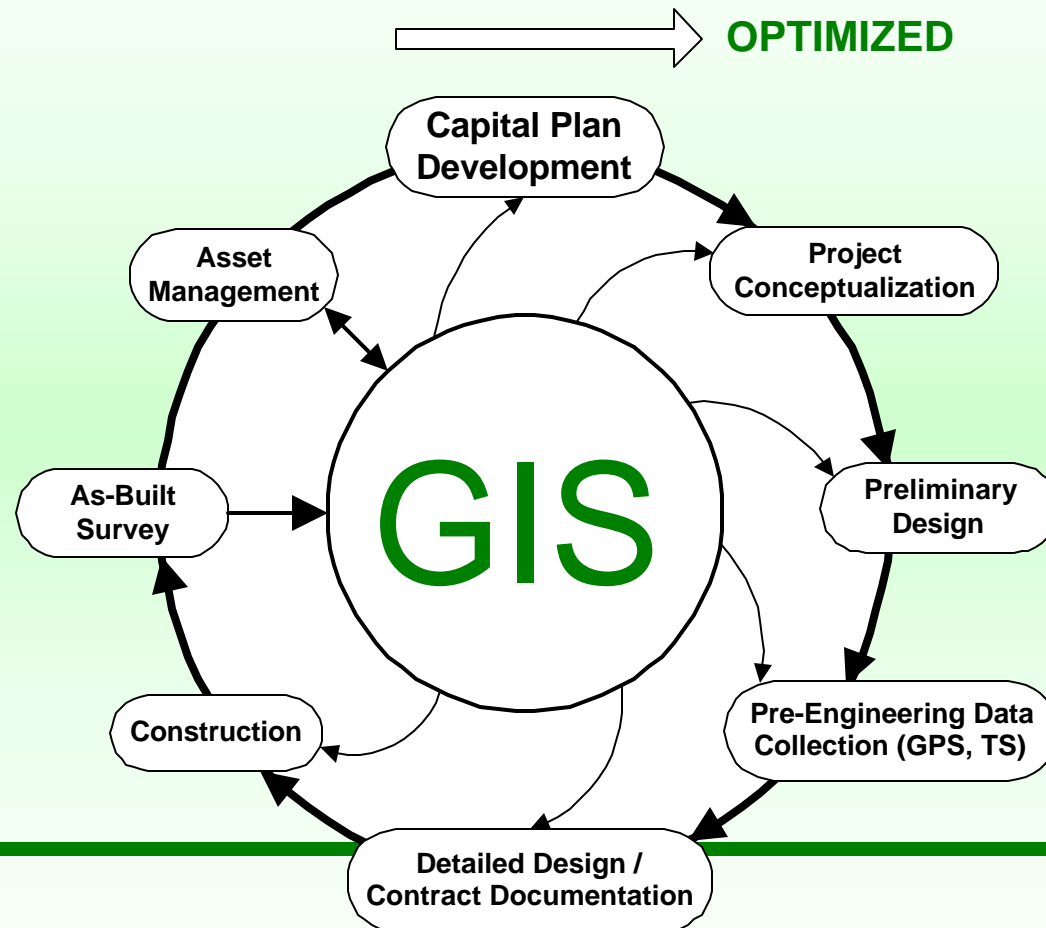 OPTIMIZED
Capital Plan
Development
Project
Conceptualization
Preliminary
Design
Pre-Engineering Data
Collection (GPS, TS)
Detailed Design /
Contract Documentation
Construction
As-Built
Survey
Asset
Management
GIS